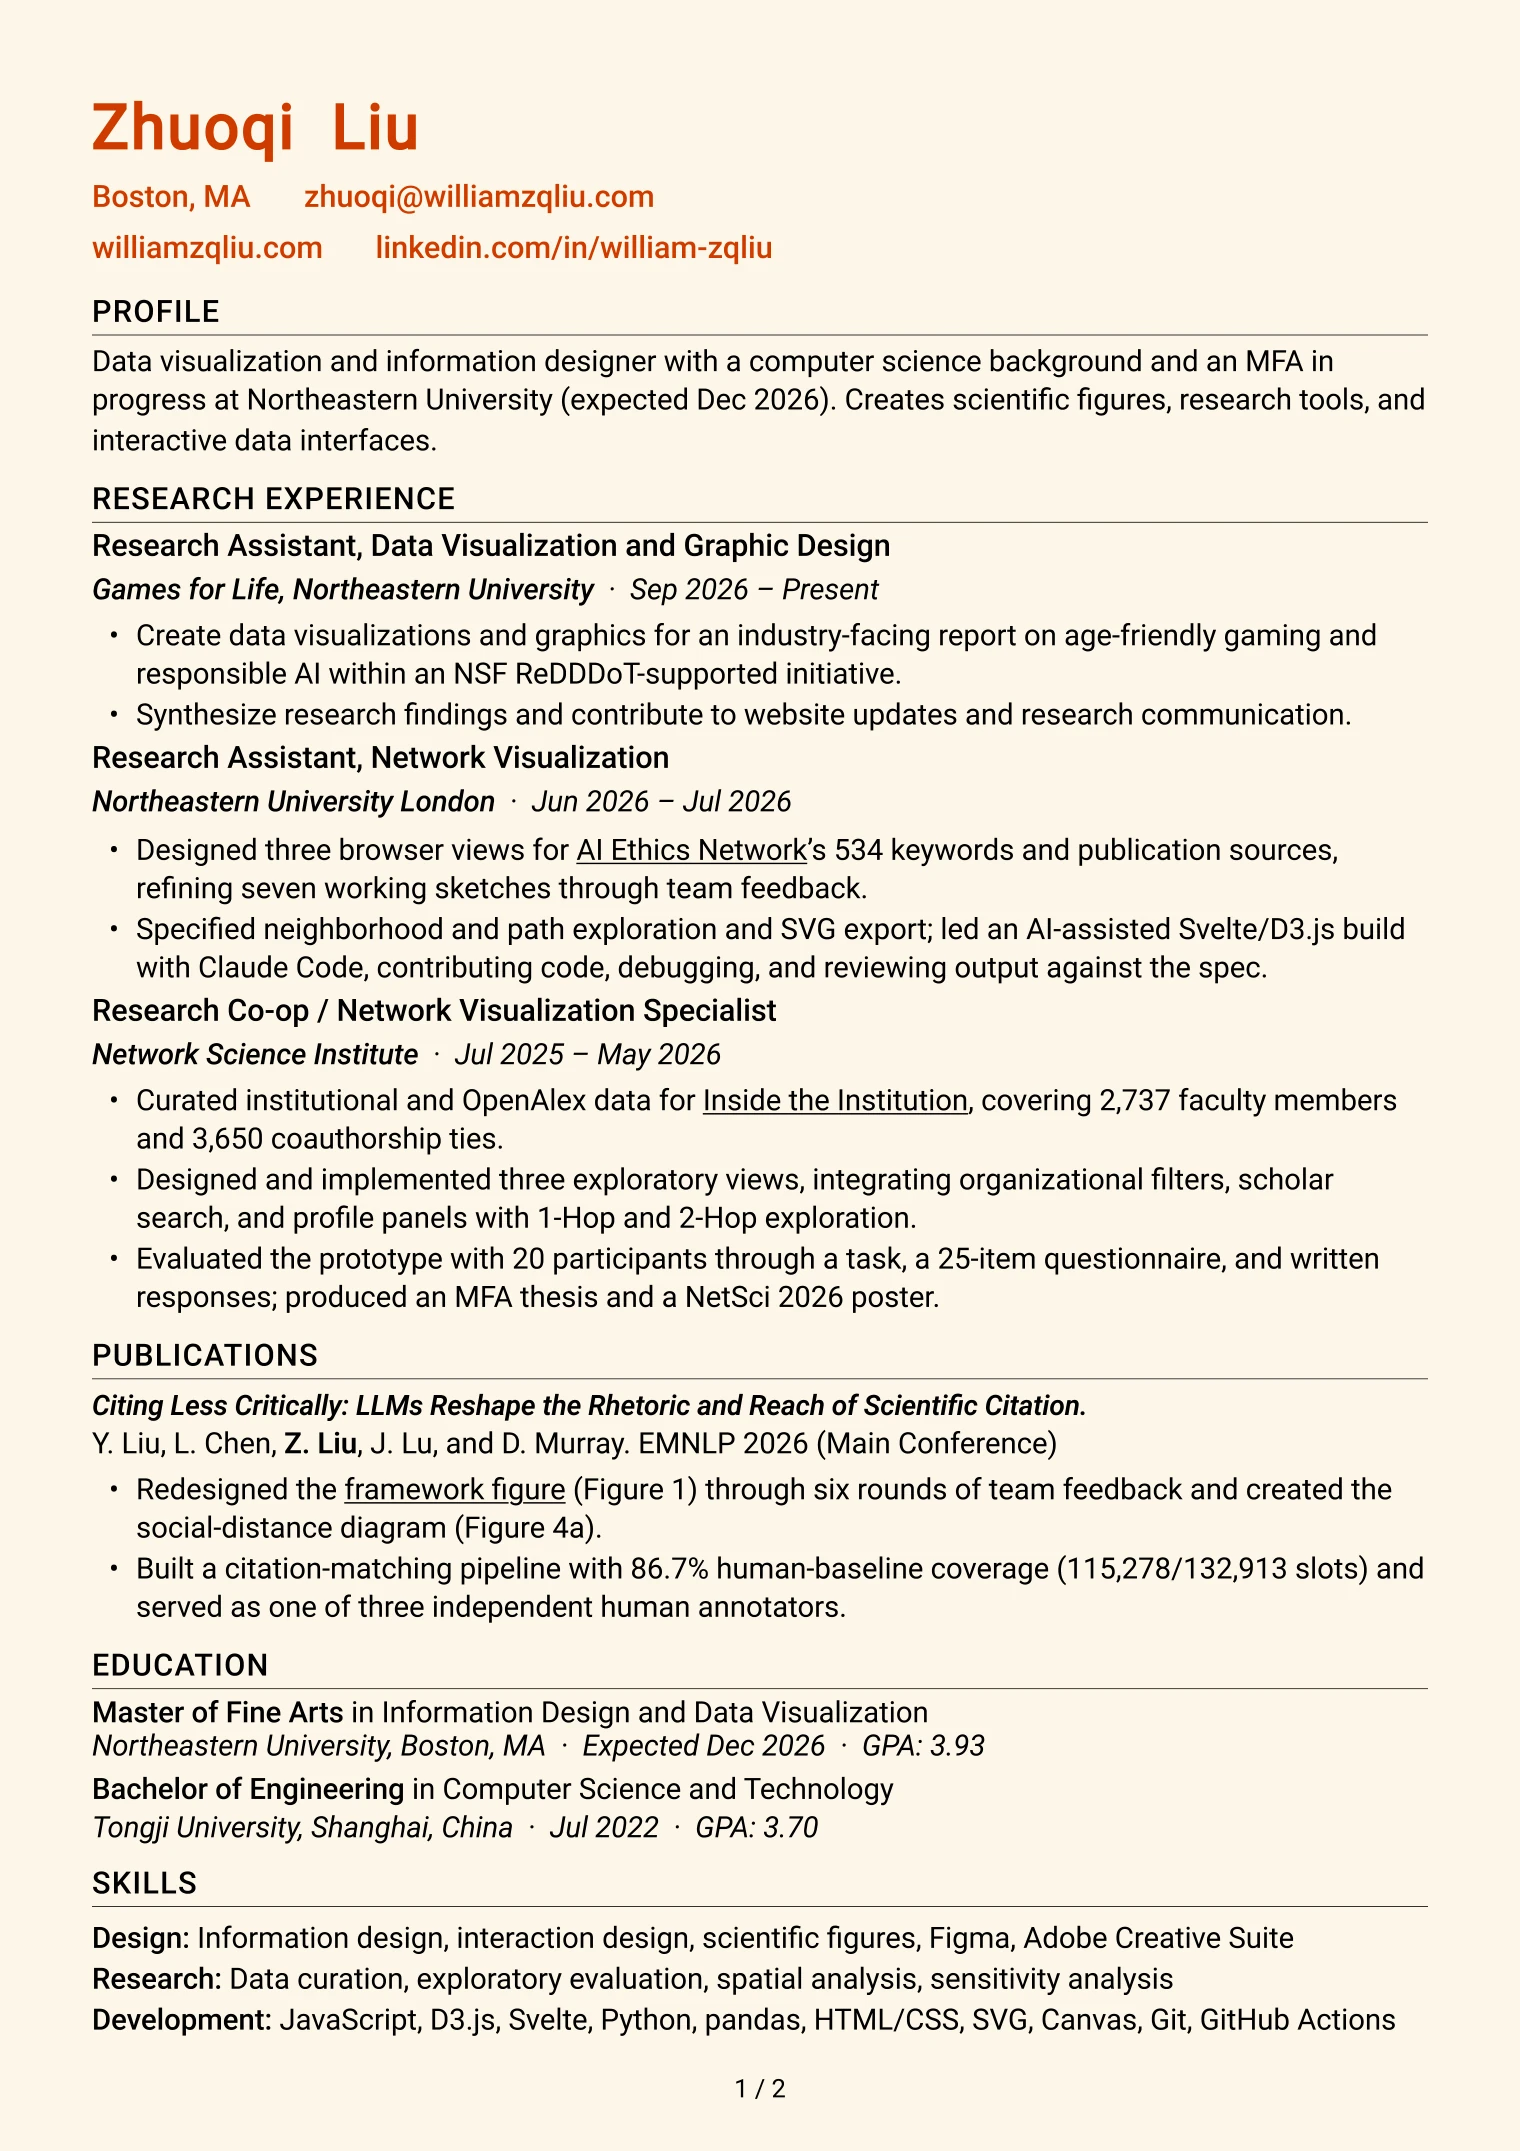 Zhuoqi Liu
Boston, MA zhuoqi@williamzqliu.com
williamzqliu.com linkedin.com/in/william-zqliu
PROFILE
Data visualization and information designer with a computer science background and an MFA in
progress at Northeastern University (expected Dec 2026). Creates scientific figures, research tools, and
interactive data interfaces.
RESEARCH EXPERIENCE
Research Assistant, Data Visualization and Graphic Design
Games for Life, Northeastern University · Sep 2026 – Present
• Create data visualizations and graphics for an industry-facing report on age-friendly gaming and
responsible AI within an NSF ReDDDoT-supported initiative.
• Synthesize research findings and contribute to website updates and research communication.
Research Assistant, Network Visualization
Northeastern University London · Jun 2026 – Jul 2026
• Designed three browser views for AI Ethics Network’s 534 keywords and publication sources,
refining seven working sketches through team feedback.
• Specified neighborhood and path exploration and SVG export; led an AI-assisted Svelte/D3.js build
with Claude Code, contributing code, debugging, and reviewing output against the spec.
Research Co-op / Network Visualization Specialist
Network Science Institute · Jul 2025 – May 2026
• Curated institutional and OpenAlex data for Inside the Institution, covering 2,737 faculty members
and 3,650 coauthorship ties.
• Designed and implemented three exploratory views, integrating organizational filters, scholar
search, and profile panels with 1-Hop and 2-Hop exploration.
• Evaluated the prototype with 20 participants through a task, a 25-item questionnaire, and written
responses; produced an MFA thesis and a NetSci 2026 poster.
PUBLICATIONS
Citing Less Critically: LLMs Reshape the Rhetoric and Reach of Scientific Citation.
Y. Liu, L. Chen, Z. Liu, J. Lu, and D. Murray. EMNLP 2026 (Main Conference)
• Redesigned the framework figure (Figure 1) through six rounds of team feedback and created the
social-distance diagram (Figure 4a).
• Built a citation-matching pipeline with 86.7% human-baseline coverage (115,278/132,913 slots) and
served as one of three independent human annotators.
EDUCATION
Master of Fine Arts in Information Design and Data Visualization
Northeastern University, Boston, MA · Expected Dec 2026 · GPA: 3.93
Bachelor of Engineering in Computer Science and Technology
Tongji University, Shanghai, China · Jul 2022 · GPA: 3.70
SKILLS
Design: Information design, interaction design, scientific figures, Figma, Adobe Creative Suite
Research: Data curation, exploratory evaluation, spatial analysis, sensitivity analysis
Development: JavaScript, D3.js, Svelte, Python, pandas, HTML/CSS, SVG, Canvas, Git, GitHub Actions
1 / 2